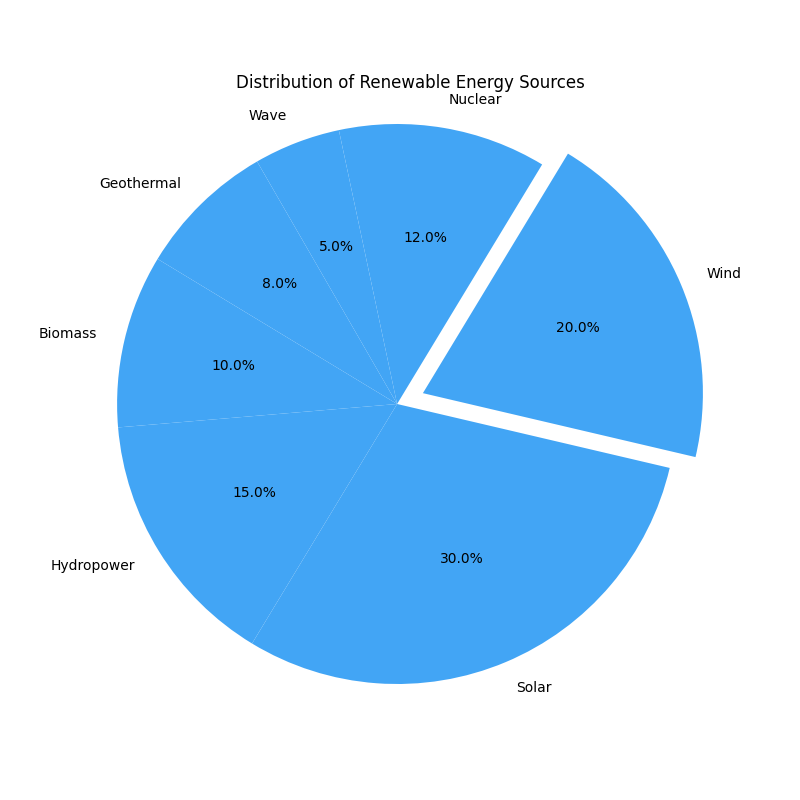 Distribution of Renewable Energy Sources
Nuclear
Wave
Geothermal
Wind
12.0%
5.0%
8.0%
20.0%
Biomass
10.0%
15.0%
30.0%
Hydropower
Solar